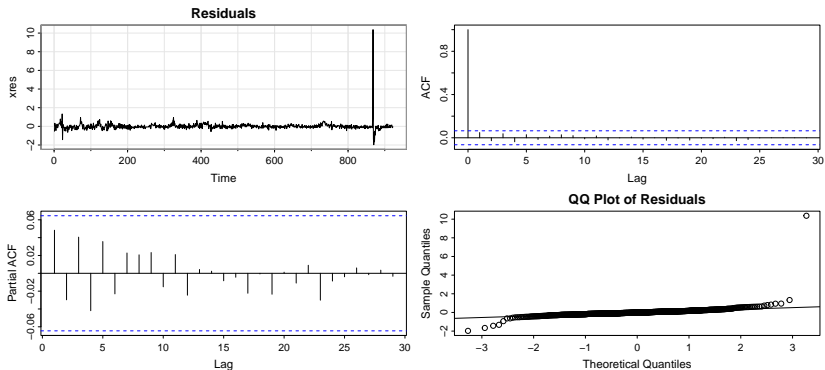 Residuals
xres
10
8
6
4
2
0
−2
0 200 400 600 800
Time
ACF
0.8
0.4
0.0
0 5 10 15 20 25 30
Lag
Partial ACF
0.06
0.02
−0.02
−0.06
0 5 10 15 20 25 30
Lag
QQ Plot of Residuals
Sample Quantiles
10
8
6
4
2
0
−2
−3 −2 −1 0 1 2 3
Theoretical Quantiles